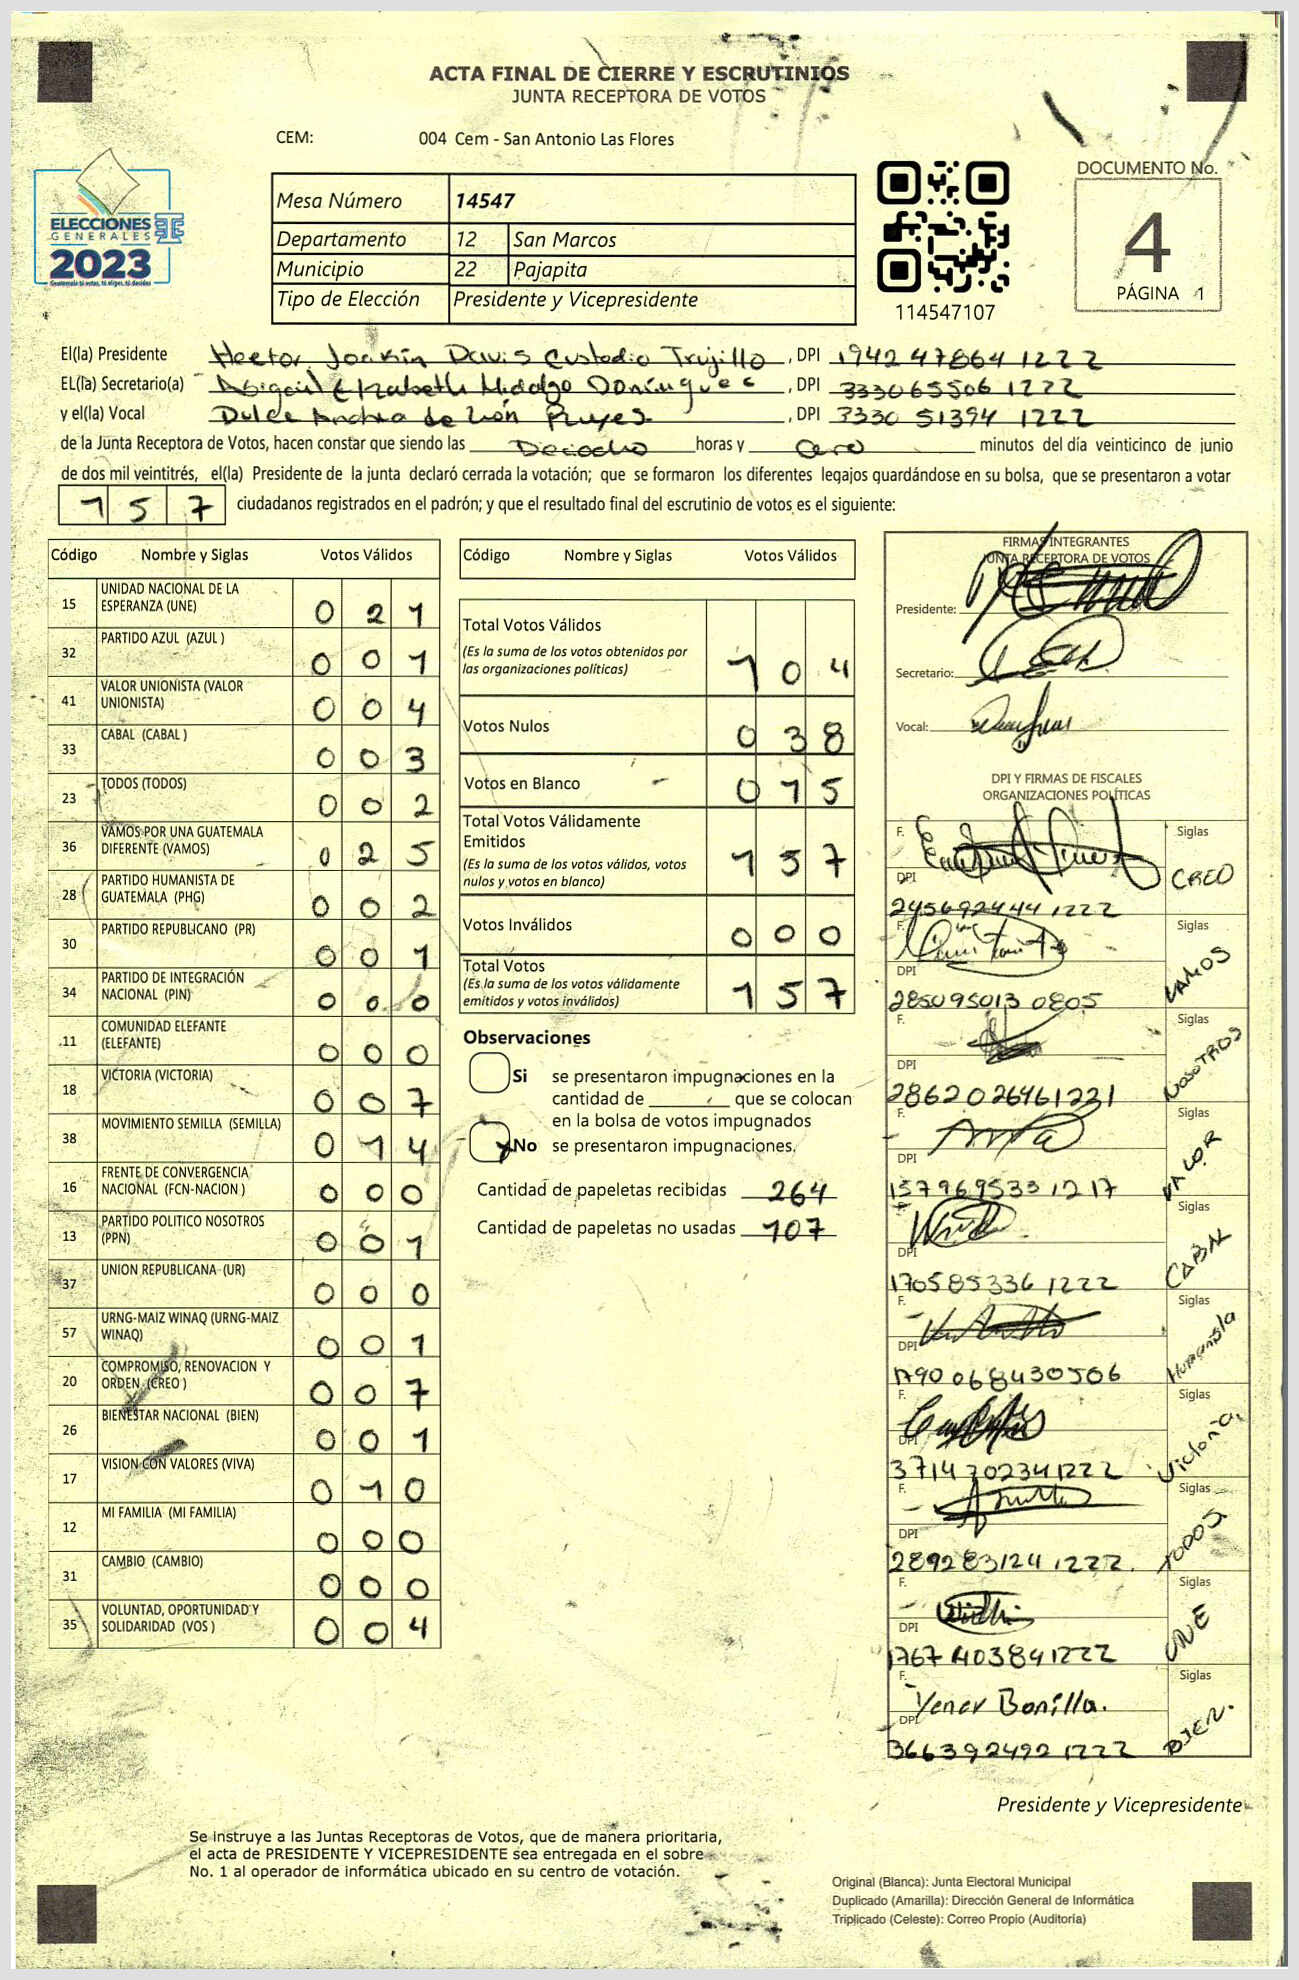 ACTA FINAL DE CIERRE Y ESCRUTINIOS
JUNTA RECEPTORA DE VOTOS
CEM: 004 Cem - San Antonio Las Flores
ELECCIONES
GENERALES
2023
Guatemala tú votas, tú eliges, tú decides
Mesa Número 14547
Departamento 12 San Marcos
Municipio 22 Pajapita
Tipo de Elección Presidente y Vicepresidente
114547107
DOCUMENTO No.
4
PÁGINA 1
El(la) Presidente Hector Joakin Davis Custodio Trujillo, DPI 1942 47864 1222
EL(la) Secretario(a) Abigail Elizabeth Hidalgo Domingues, DPI 333065506 1222
y el(la) Vocal Dulce Andrea de León Reyes, DPI 3330 51394 1222
de la Junta Receptora de Votos, hacen constar que siendo las Deciocho horas y Cero minutos del día veinticinco de junio
de dos mil veintitrés, el(la) Presidente de la junta declaró cerrada la votación; que se formaron los diferentes legajos guardándose en su bolsa, que se presentaron a votar
157 ciudadanos registrados en el padrón; y que el resultado final del escrutinio de votos es el siguiente:
Código Nombre y Siglas Votos Válidos
15 UNIDAD NACIONAL DE LA
ESPERANZA (UNE) 0 2 1
32 PARTIDO AZUL (AZUL ) 0 0 1
41 VALOR UNIONISTA (VALOR
UNIONISTA) 0 0 4
33 CABAL (CABAL ) 0 0 3
23 TODOS (TODOS) 0 0 2
36 VAMOS POR UNA GUATEMALA
DIFERENTE (VAMOS) 0 2 5
28 PARTIDO HUMANISTA DE
GUATEMALA (PHG) 0 0 2
30 PARTIDO REPUBLICANO (PR) 0 0 1
34 PARTIDO DE INTEGRACIÓN
NACIONAL (PIN) 0 0 0
11 COMUNIDAD ELEFANTE
(ELEFANTE) 0 0 0
18 VICTORIA (VICTORIA) 0 0 7
38 MOVIMIENTO SEMILLA (SEMILLA) 0 1 4
16 FRENTE DE CONVERGENCIA
NACIONAL (FCN-NACION ) 0 0 0
13 PARTIDO POLITICO NOSOTROS
(PPN) 0 0 1
37 UNION REPUBLICANA (UR) 0 0 0
57 URNG-MAIZ WINAQ (URNG-MAIZ
WINAQ) 0 0 1
20 COMPROMISO, RENOVACION Y
ORDEN (CREO ) 0 0 7
26 BIENESTAR NACIONAL (BIEN) 0 0 1
17 VISION CON VALORES (VIVA) 0 1 0
12 MI FAMILIA (MI FAMILIA) 0 0 0
31 CAMBIO (CAMBIO) 0 0 0
35 VOLUNTAD, OPORTUNIDAD Y
SOLIDARIDAD (VOS ) 0 0 4
Código Nombre y Siglas Votos Válidos
Total Votos Válidos
(Es la suma de los votos obtenidos por
las organizaciones políticas) 1 0 4
Votos Nulos 0 3 8
Votos en Blanco 0 1 5
Total Votos Válidamente
Emitidos
(Es la suma de los votos válidos, votos
nulos y votos en blanco) 1 5 7
Votos Inválidos 0 0 0
Total Votos
(Es la suma de los votos válidamente
emitidos y votos inválidos) 1 5 7
Observaciones
Si se presentaron impugnaciones en la
cantidad de ______ que se colocan
en la bolsa de votos impugnados
x No se presentaron impugnaciones.
Cantidad de papeletas recibidas 264
Cantidad de papeletas no usadas 107
FIRMAS INTEGRANTES
JUNTA RECEPTORA DE VOTOS
Presidente:
Secretario:
Vocal:
DPI Y FIRMAS DE FISCALES
ORGANIZACIONES POLÍTICAS
F. Siglas
DPI CREO
245692444 1222
F. Siglas
DPI VAMOS
285095013 0805
F. Siglas
DPI NOSOTROS
2862026461221
F. Siglas
DPI VALOR
157969533 1217
F. Siglas
DPI CABAL
170585336 1222
F. Siglas
DPI Humanista
1790068430506
F. Siglas
DPI Victoria
3714702341222
F. Siglas
DPI TODOS
289283124 1222.
F. Siglas
DPI UNE
1767403841222
F. Yener Bonilla. Siglas
DPI BIEN.
366392492 1222
Presidente y Vicepresidente
Se instruye a las Juntas Receptoras de Votos, que de manera prioritaria,
el acta de PRESIDENTE Y VICEPRESIDENTE sea entregada en el sobre
No. 1 al operador de informática ubicado en su centro de votación.
Original (Blanca): Junta Electoral Municipal
Duplicado (Amarilla): Dirección General de Informática
Triplicado (Celeste): Correo Propio (Auditoría)